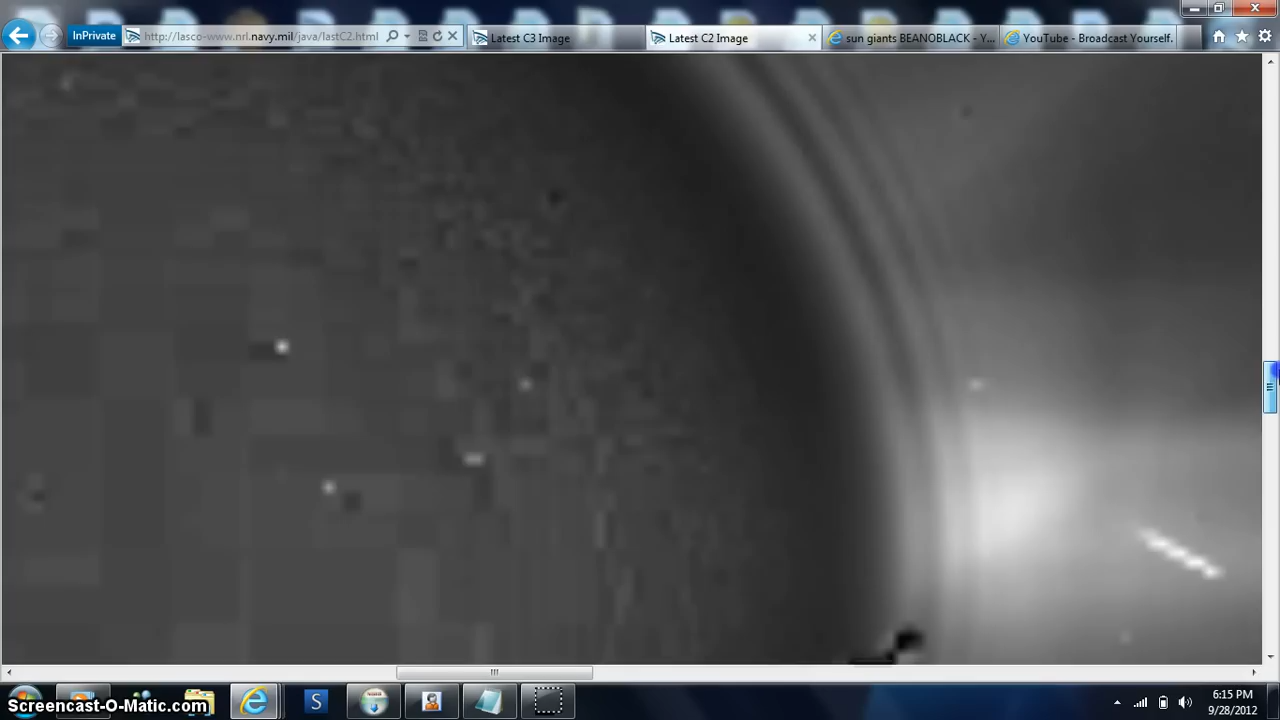 InPrivate
http://lasco-www.nrl.navy.mil/java/lastC2.html
Latest C3 Image
Latest C2 Image
sun giants BEANOBLACK - Y...
YouTube - Broadcast Yourself.
S
6:15 PM
9/28/2012
Screencast-O-Matic.com